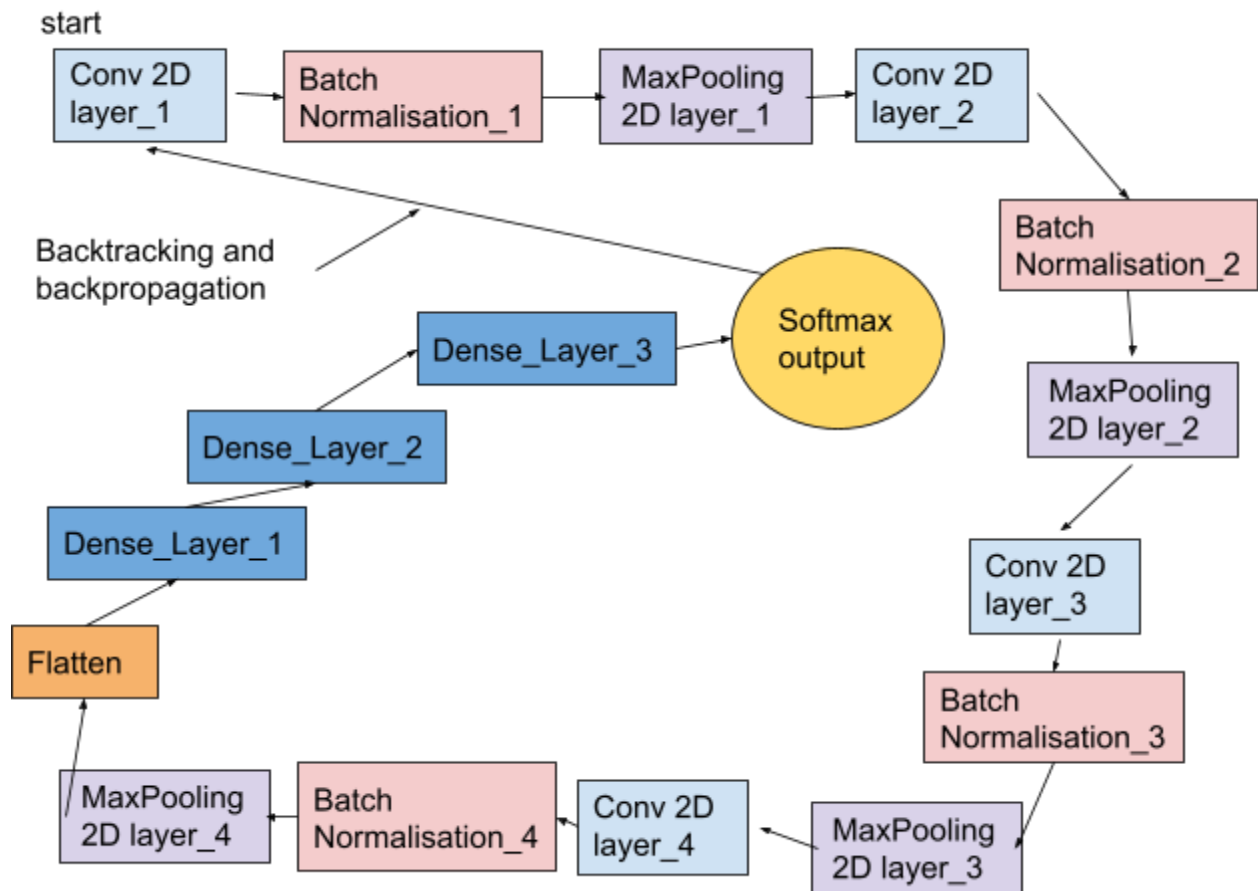 start
Conv 2D
layer_1
Batch
Normalisation_1
MaxPooling
2D layer_1
Conv 2D
layer_2
Batch
Normalisation_2
MaxPooling
2D layer_2
Conv 2D
layer_3
Batch
Normalisation_3
MaxPooling
2D layer_3
Conv 2D
layer_4
Batch
Normalisation_4
MaxPooling
2D layer_4
Flatten
Dense_Layer_1
Dense_Layer_2
Dense_Layer_3
Softmax
output
Backtracking and
backpropagation